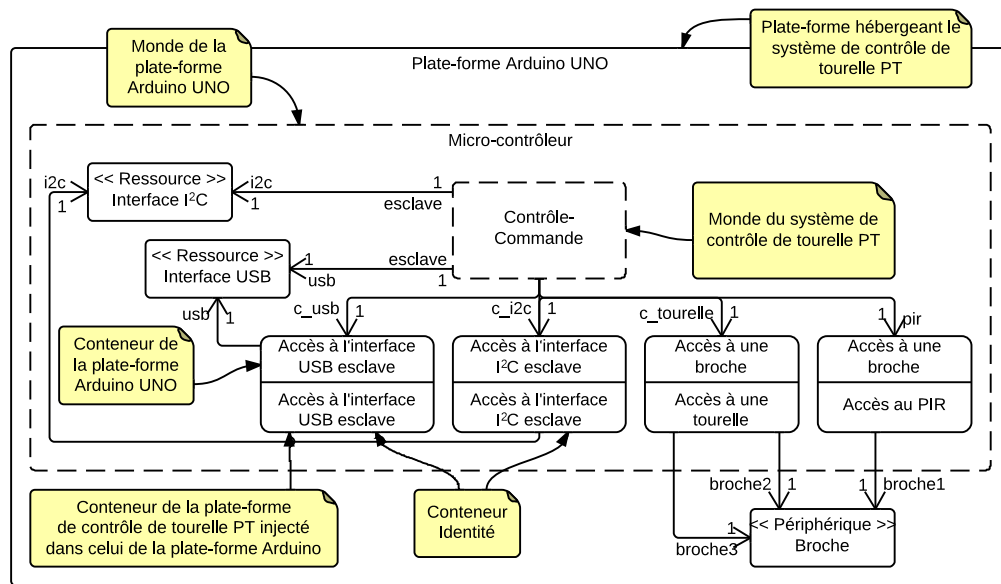 Monde de la
plate-forme
Arduino UNO
Plate-forme Arduino UNO
Plate-forme hébergeant le
système de contrôle de
tourelle PT
Micro-contrôleur
i2c
1
<< Ressource >>
Interface I²C
i2c
1
1
esclave
Contrôle-
Commande
Monde du système de
contrôle de tourelle PT
<< Ressource >>
Interface USB
1
usb
esclave
1
usb
1
c_usb
1
c_i2c
1
c_tourelle
1
1
pir
Conteneur de
la plate-forme
Arduino UNO
Accès à l'interface
USB esclave
Accès à l'interface
USB esclave
Accès à l'interface
I²C esclave
Accès à l'interface
I²C esclave
Accès à une
broche
Accès à une
tourelle
Accès à une
broche
Accès au PIR
Conteneur de la plate-forme
de contrôle de tourelle PT injecté
dans celui de la plate-forme Arduino
Conteneur
Identité
broche2
1
1
broche1
1
broche3
<< Périphérique >>
Broche